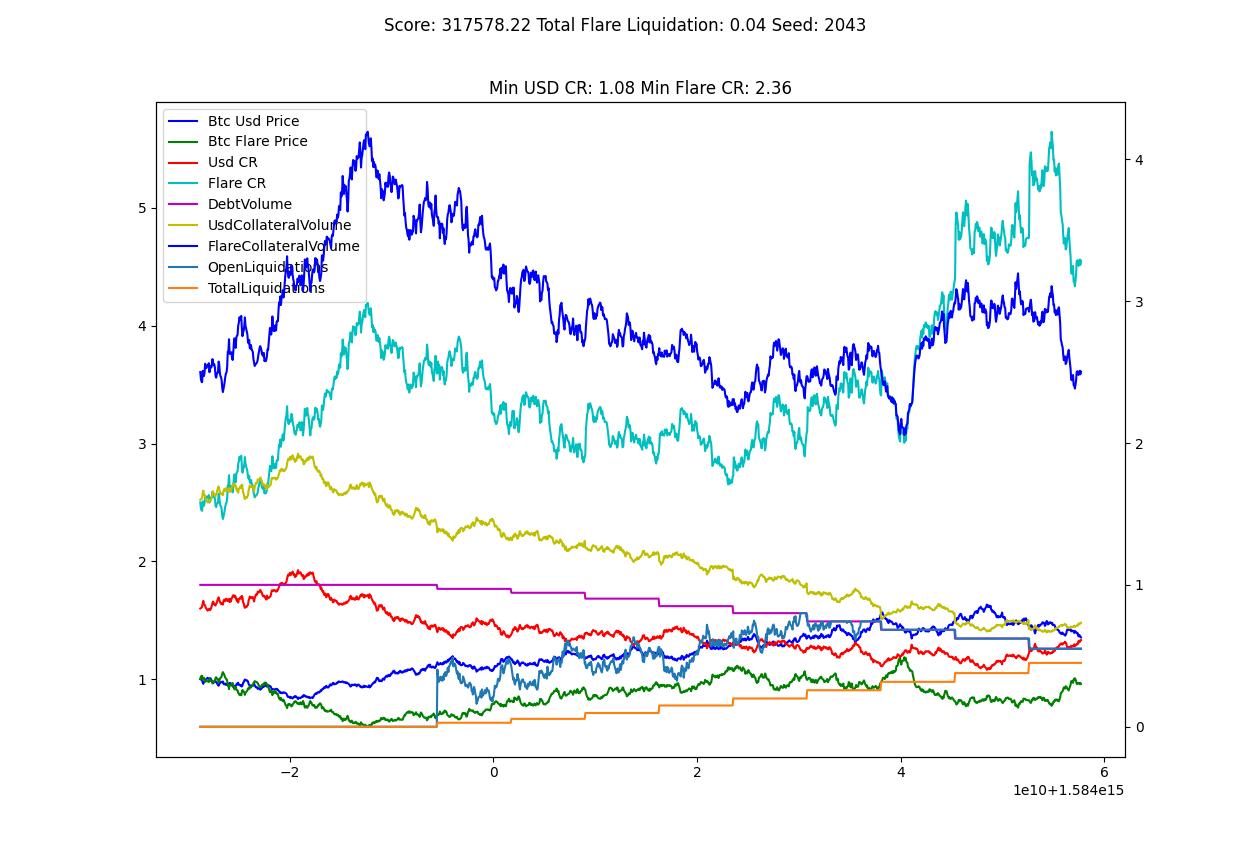 Score: 317578.22 Total Flare Liquidation: 0.04 Seed: 2043
Min USD CR: 1.08 Min Flare CR: 2.36
Btc Usd Price
Btc Flare Price
Usd CR
Flare CR
DebtVolume
UsdCollateralVolume
FlareCollateralVolume
OpenLiquidations
TotalLiquidations
5
4
3
2
1
4
3
2
1
0
−2
0
2
4
6
1e10+1.584e15